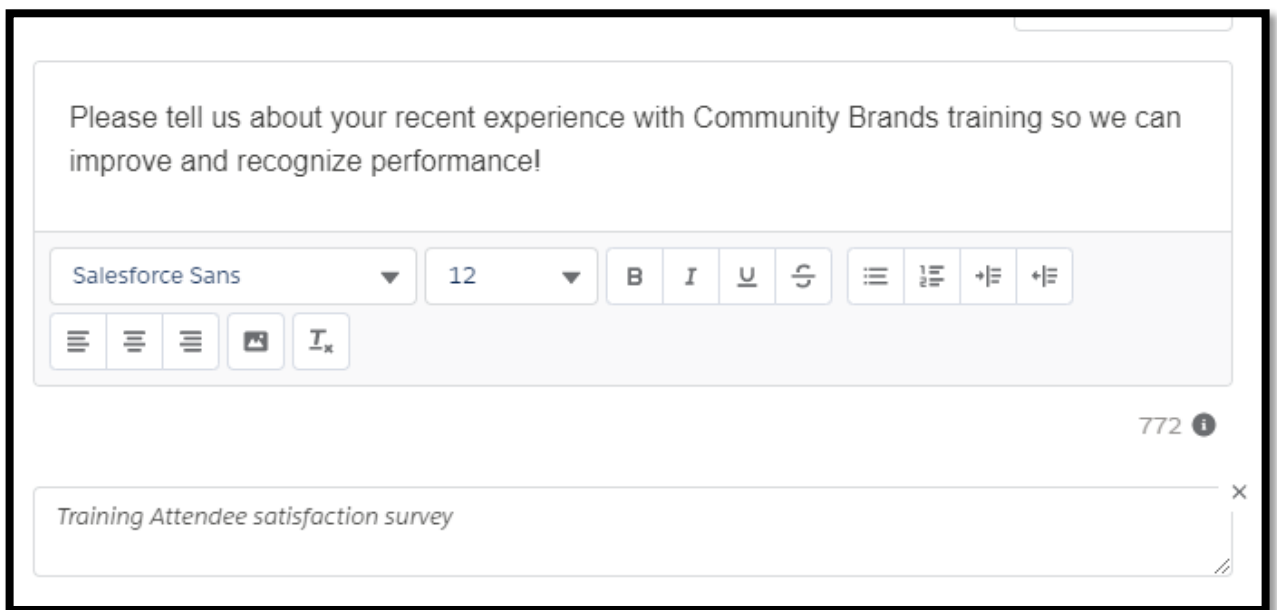 Please tell us about your recent experience with Community Brands training so we can
improve and recognize performance!
Salesforce Sans
12
B I U S
772
Training Attendee satisfaction survey